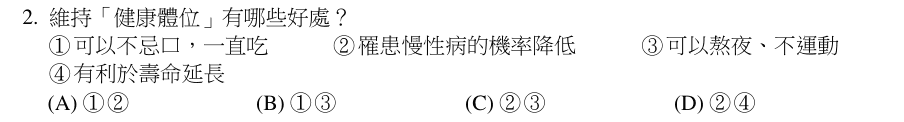 2. 維持「健康體位」有哪些好處？
①可以不忌口，一直吃 ②罹患慢性病的機率降低 ③可以熬夜、不運動
④有利於壽命延長
(A) ①② (B) ①③ (C) ②③ (D) ②④